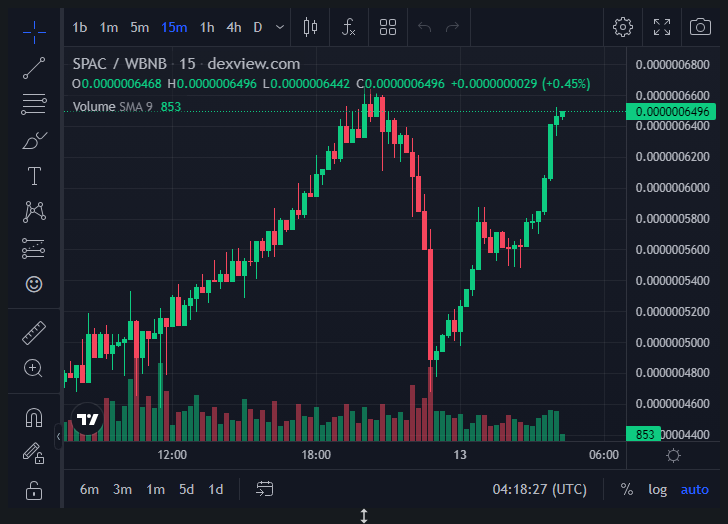 1b 1m 5m 15m 1h 4h D
SPAC / WBNB · 15 · dexview.com
O0.0000006468 H0.0000006496 L0.0000006442 C0.0000006496 +0.0000000029 (+0.45%)
Volume SMA 9 853
0.0000006800
0.0000006600
0.0000006496
0.0000006400
0.0000006200
0.0000006000
0.0000005800
0.0000005600
0.0000005400
0.0000005200
0.0000005000
0.0000004800
0.0000004600
853
0.0000004400
12:00 18:00 13 06:00
6m 3m 1m 5d 1d 04:18:27 (UTC) % log auto